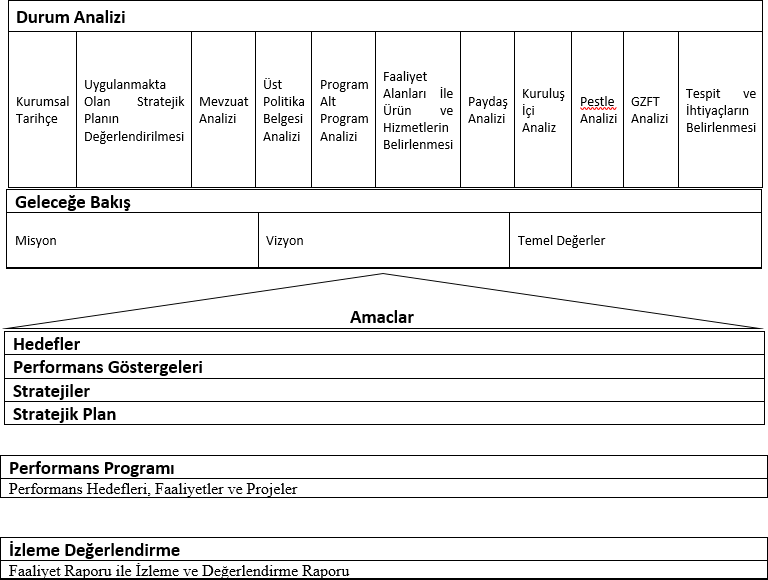 Durum Analizi
Kurumsal
Tarihçe
Uygulanmakta
Olan Stratejik
Planın
Değerlendirilmesi
Mevzuat
Analizi
Üst
Politika
Belgesi
Analizi
Program
Alt
Program
Analizi
Faaliyet
Alanları İle
Ürün ve
Hizmetlerin
Belirlenmesi
Paydaş
Analizi
Kuruluş
İçi
Analiz
Pestle
Analizi
GZFT
Analizi
Tespit ve
İhtiyaçların
Belirlenmesi
Geleceğe Bakış
Misyon
Vizyon
Temel Değerler
Amaclar
Hedefler
Performans Göstergeleri
Stratejiler
Stratejik Plan
Performans Programı
Performans Hedefleri, Faaliyetler ve Projeler
İzleme Değerlendirme
Faaliyet Raporu ile İzleme ve Değerlendirme Raporu